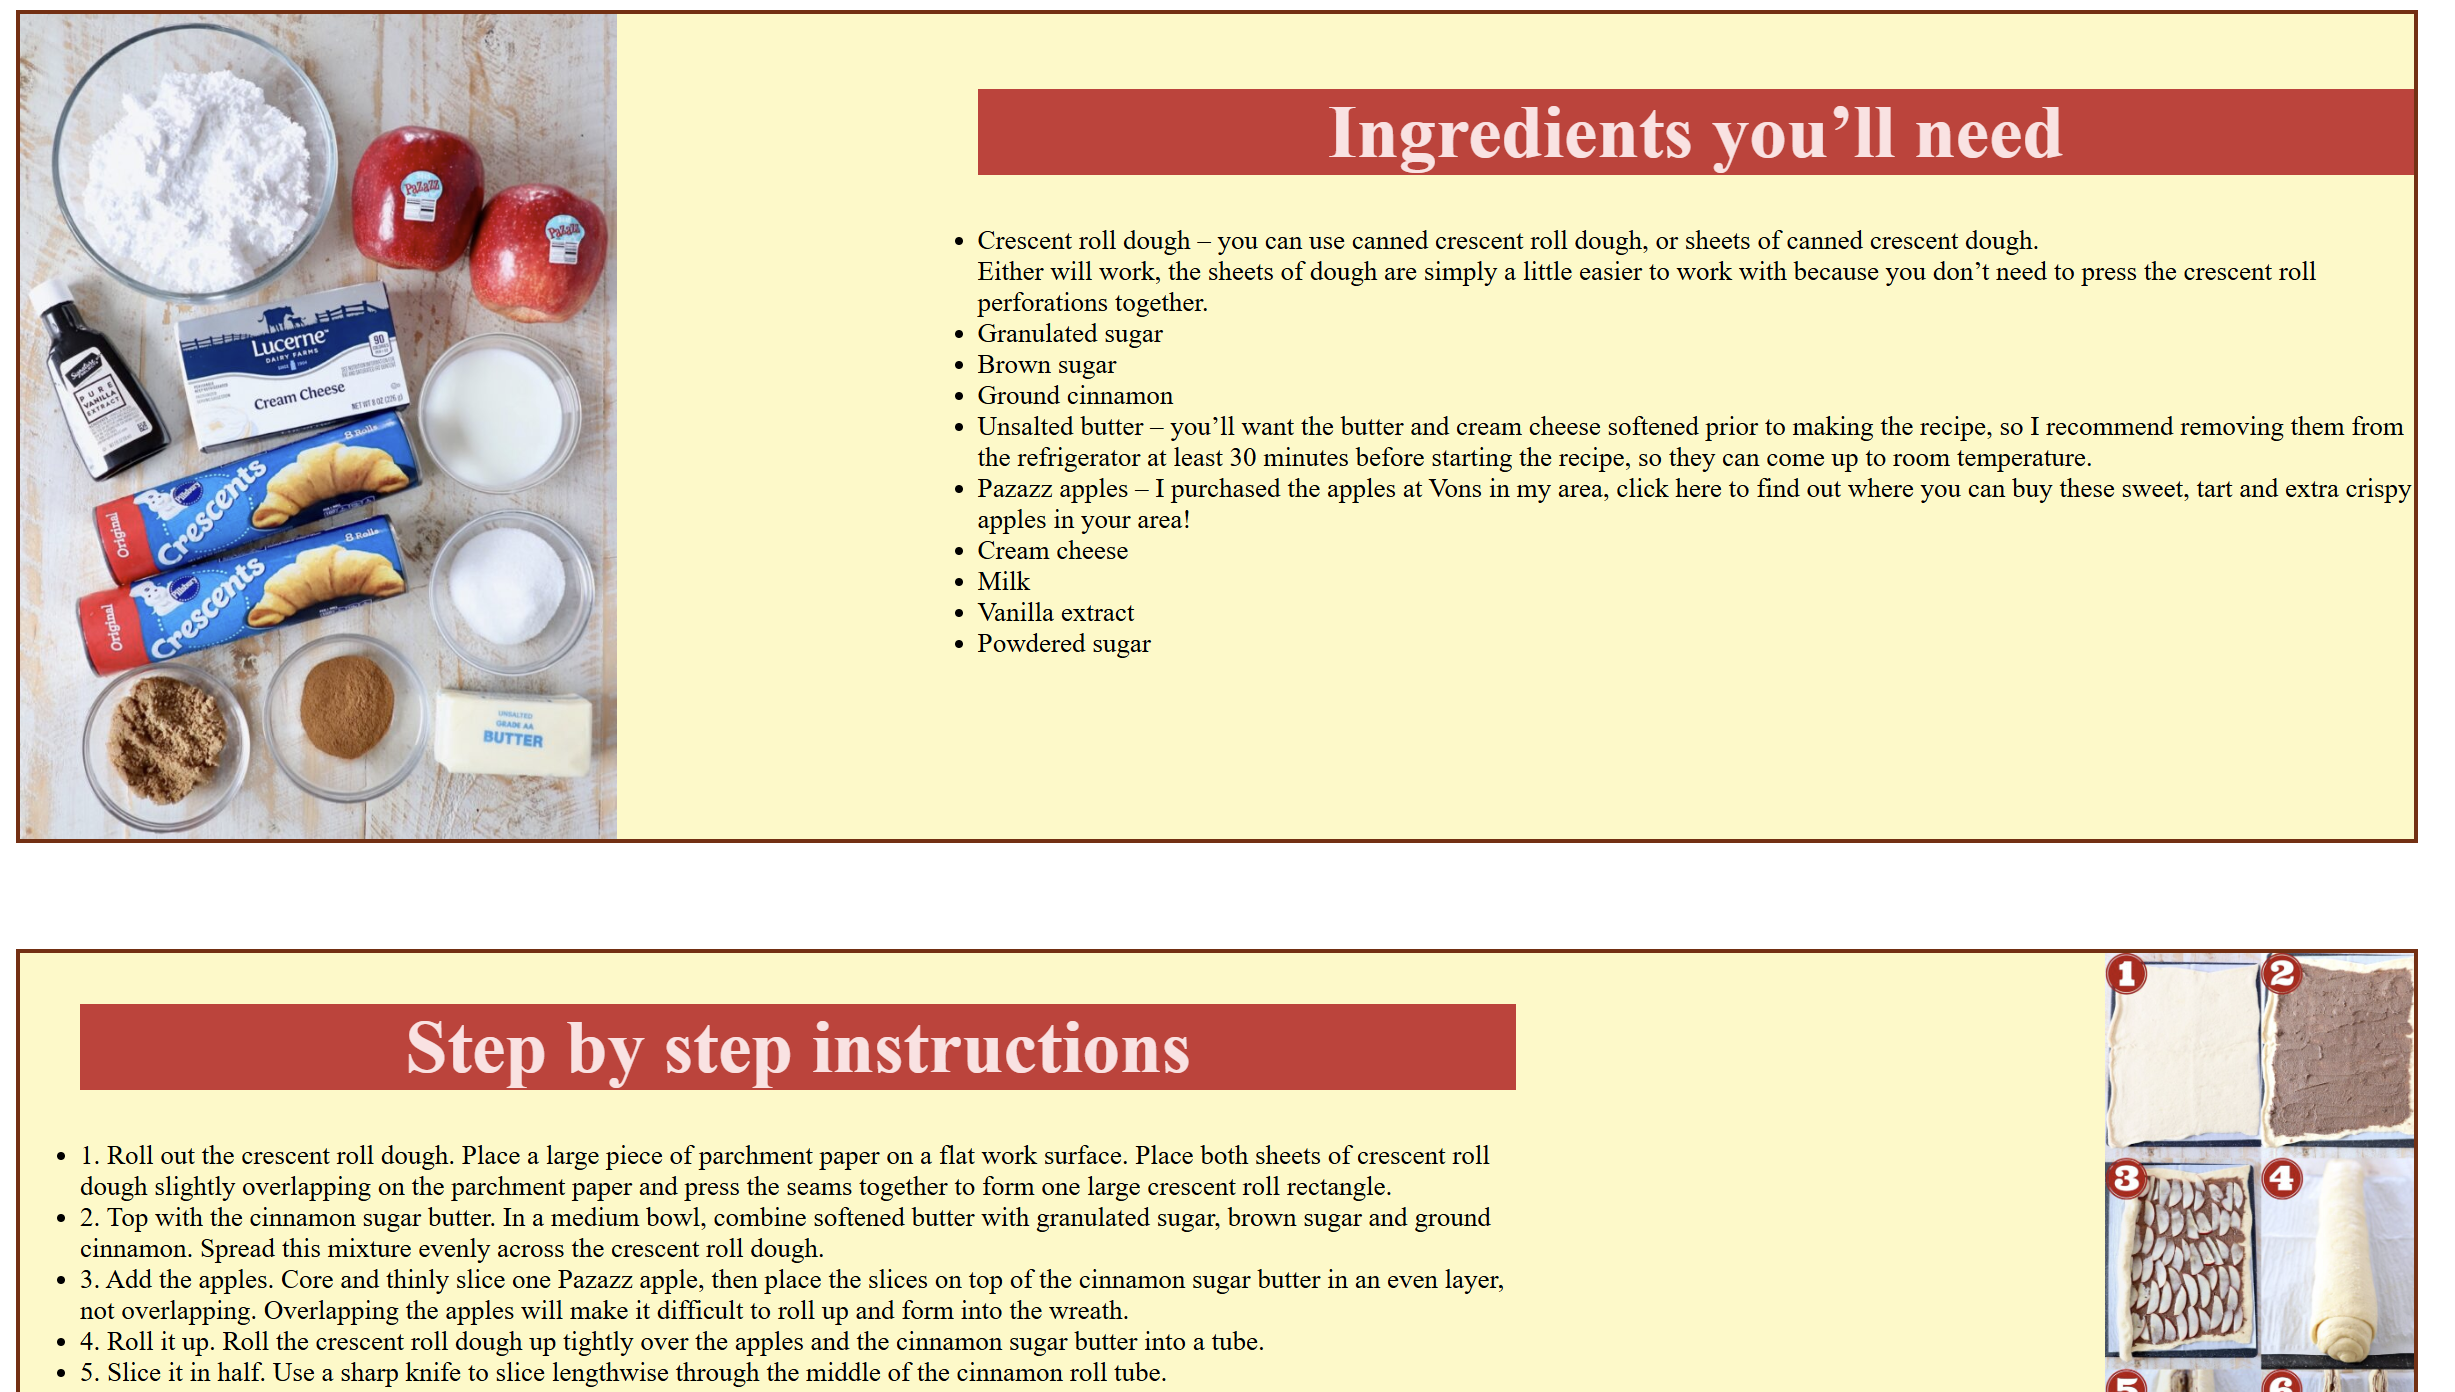 PaZazz
PaZazz
Lucerne
DAIRY FARMS
SINCE 1904
90
Cream Cheese
NET WT 8 OZ (226 g)
PURE
VANILLA
EXTRACT
8 Rolls
Original
Pillsbury
Crescents
8 Rolls
Original
Pillsbury
Crescents
UNSALTED
GRADE AA
BUTTER
Ingredients you’ll need
• Crescent roll dough – you can use canned crescent roll dough, or sheets of canned crescent dough.
Either will work, the sheets of dough are simply a little easier to work with because you don’t need to press the crescent roll
perforations together.
• Granulated sugar
• Brown sugar
• Ground cinnamon
• Unsalted butter – you’ll want the butter and cream cheese softened prior to making the recipe, so I recommend removing them from
the refrigerator at least 30 minutes before starting the recipe, so they can come up to room temperature.
• Pazazz apples – I purchased the apples at Vons in my area, click here to find out where you can buy these sweet, tart and extra crispy
apples in your area!
• Cream cheese
• Milk
• Vanilla extract
• Powdered sugar
Step by step instructions
• 1. Roll out the crescent roll dough. Place a large piece of parchment paper on a flat work surface. Place both sheets of crescent roll
dough slightly overlapping on the parchment paper and press the seams together to form one large crescent roll rectangle.
• 2. Top with the cinnamon sugar butter. In a medium bowl, combine softened butter with granulated sugar, brown sugar and ground
cinnamon. Spread this mixture evenly across the crescent roll dough.
• 3. Add the apples. Core and thinly slice one Pazazz apple, then place the slices on top of the cinnamon sugar butter in an even layer,
not overlapping. Overlapping the apples will make it difficult to roll up and form into the wreath.
• 4. Roll it up. Roll the crescent roll dough up tightly over the apples and the cinnamon sugar butter into a tube.
• 5. Slice it in half. Use a sharp knife to slice lengthwise through the middle of the cinnamon roll tube.
1
2
3
4
5
6